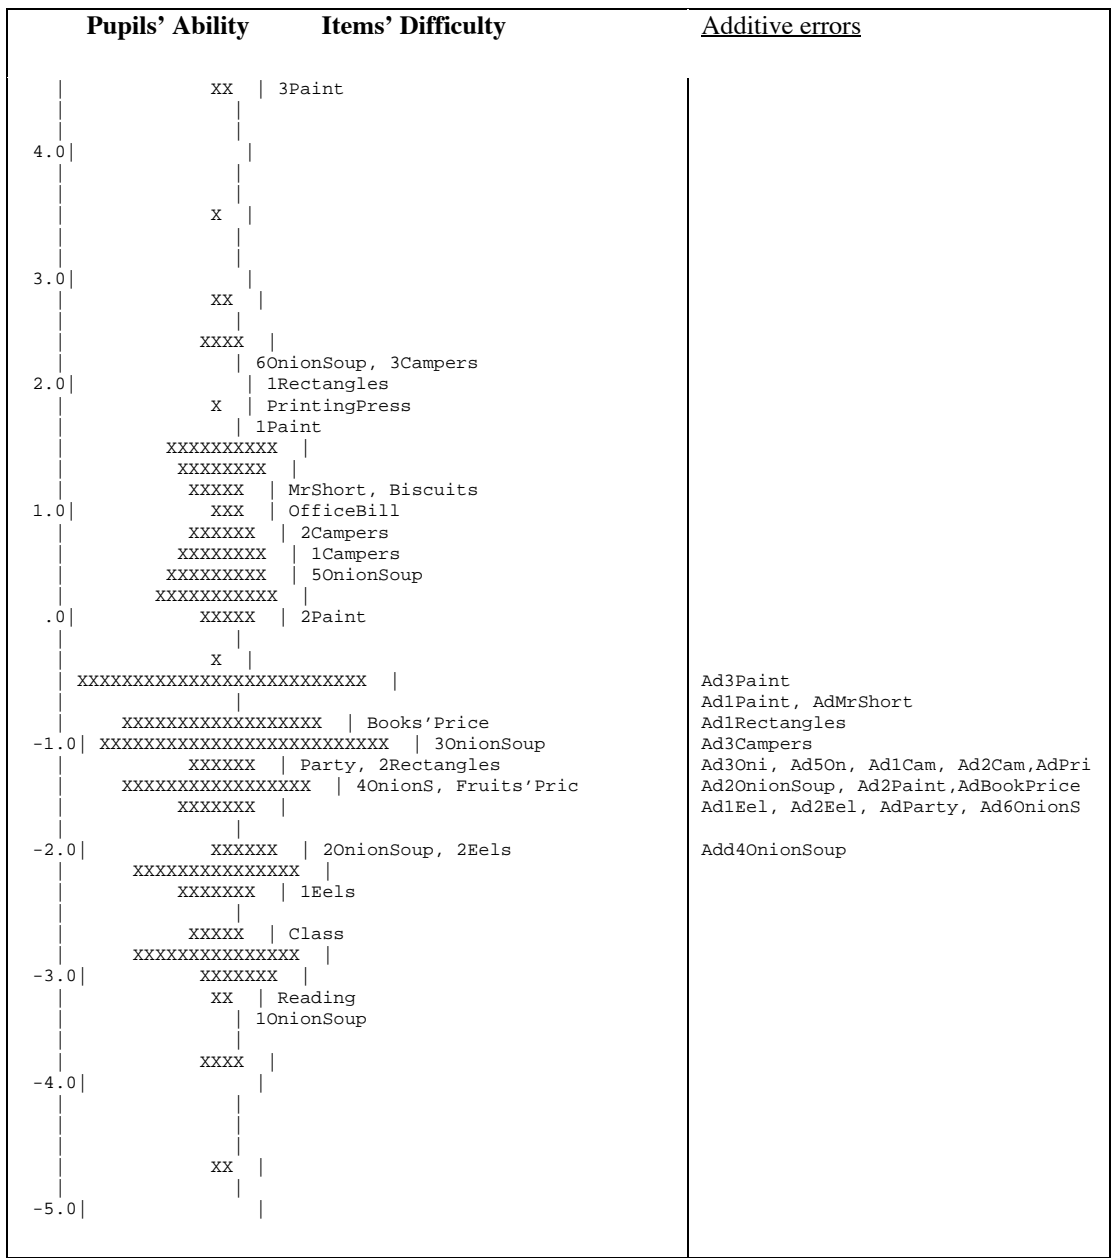 Pupils’ Ability Items’ Difficulty Additive errors
| XX | 3Paint
| |
| |
4.0| |
| |
| |
| X |
| |
| |
3.0| |
| XX |
| |
| XXXX |
| | 6OnionSoup, 3Campers
2.0| | 1Rectangles
| X | PrintingPress
| | 1Paint
| XXXXXXXXXX |
| XXXXXXXX |
| XXXXX | MrShort, Biscuits
1.0| XXX | OfficeBill
| XXXXXX | 2Campers
| XXXXXXXX | 1Campers
| XXXXXXXXX | 5OnionSoup
| XXXXXXXXXXX |
.0| XXXXX | 2Paint
| |
| X |
| XXXXXXXXXXXXXXXXXXXXXXXXXX | Ad3Paint
| | Ad1Paint, AdMrShort
| XXXXXXXXXXXXXXXXXX | Books’Price Ad1Rectangles
-1.0| XXXXXXXXXXXXXXXXXXXXXXXXXX | 3OnionSoup Ad3Campers
| XXXXXX | Party, 2Rectangles Ad3Oni, Ad5On, Ad1Cam, Ad2Cam,AdPri
| XXXXXXXXXXXXXXXXX | 4OnionS, Fruits’Pric Ad2OnionSoup, Ad2Paint,AdBookPrice
| XXXXXXX | Ad1Eel, Ad2Eel, AdParty, Ad6OnionS
| |
-2.0| XXXXXX | 2OnionSoup, 2Eels Add4OnionSoup
| XXXXXXXXXXXXXXX |
| XXXXXXX | 1Eels
| |
| XXXXX | Class
| XXXXXXXXXXXXXXX |
-3.0| XXXXXXX |
| XX | Reading
| | 1OnionSoup
| |
| XXXX |
-4.0| |
| |
| |
| |
| XX |
| |
-5.0| |